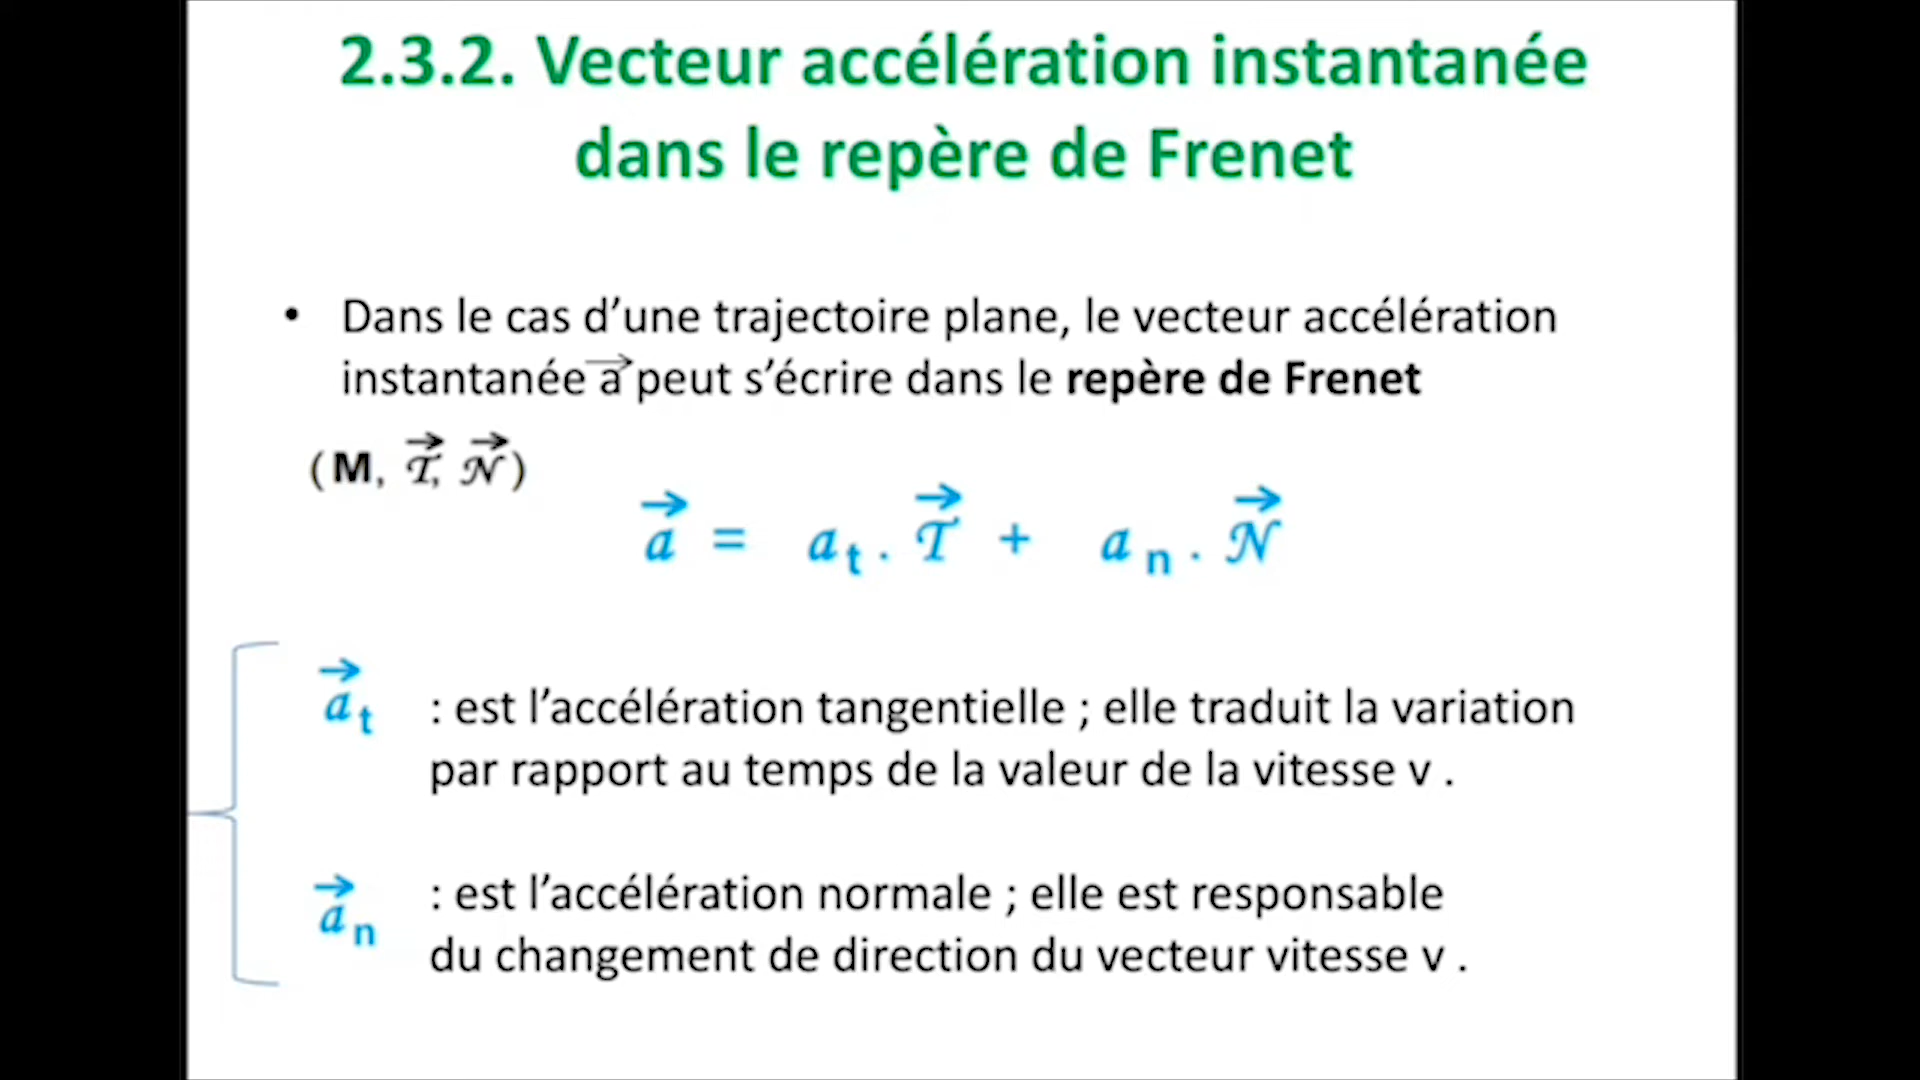 2.3.2. Vecteur accélération instantanée
dans le repère de Frenet
• Dans le cas d’une trajectoire plane, le vecteur accélération
instantanée a⃗ peut s’écrire dans le repère de Frenet
(M, 𝒯⃗, 𝒩⃗)
a⃗ = aₜ . 𝒯⃗ + aₙ . 𝒩⃗
a⃗ₜ : est l’accélération tangentielle ; elle traduit la variation
par rapport au temps de la valeur de la vitesse v .
a⃗ₙ : est l’accélération normale ; elle est responsable
du changement de direction du vecteur vitesse v .